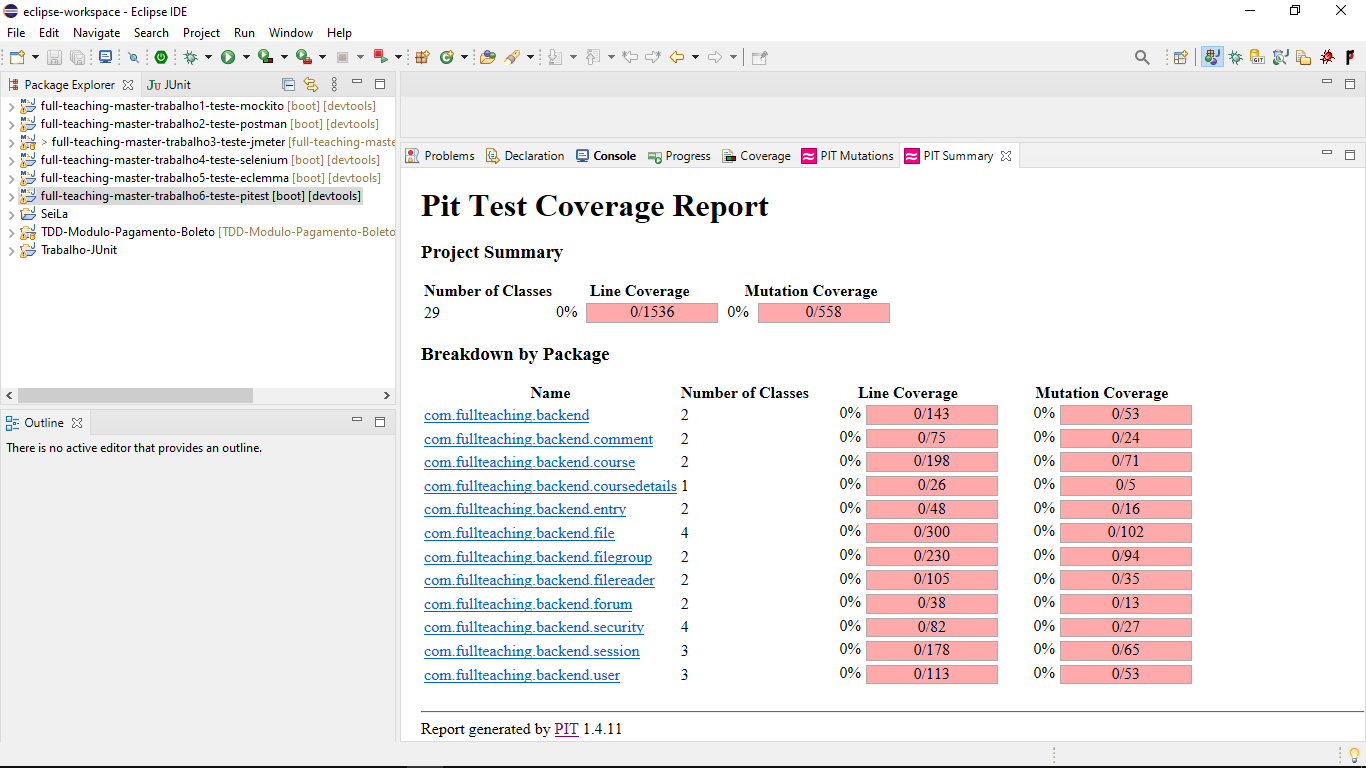 eclipse-workspace - Eclipse IDE
File Edit Navigate Search Project Run Window Help
Package Explorer JUnit
full-teaching-master-trabalho1-teste-mockito [boot] [devtools]
full-teaching-master-trabalho2-teste-postman [boot] [devtools]
> full-teaching-master-trabalho3-teste-jmeter [full-teaching-maste
full-teaching-master-trabalho4-teste-selenium [boot] [devtools]
full-teaching-master-trabalho5-teste-eclemma [boot] [devtools]
full-teaching-master-trabalho6-teste-pitest [boot] [devtools]
SeiLa
TDD-Modulo-Pagamento-Boleto [TDD-Modulo-Pagamento-Boleto
Trabalho-JUnit
Outline
There is no active editor that provides an outline.
Problems Declaration Console Progress Coverage PIT Mutations PIT Summary
Pit Test Coverage Report
Project Summary
Number of Classes Line Coverage Mutation Coverage
29 0% 0/1536 0% 0/558
Breakdown by Package
Name Number of Classes Line Coverage Mutation Coverage
com.fullteaching.backend 2 0% 0/143 0% 0/53
com.fullteaching.backend.comment 2 0% 0/75 0% 0/24
com.fullteaching.backend.course 2 0% 0/198 0% 0/71
com.fullteaching.backend.coursedetails 1 0% 0/26 0% 0/5
com.fullteaching.backend.entry 2 0% 0/48 0% 0/16
com.fullteaching.backend.file 4 0% 0/300 0% 0/102
com.fullteaching.backend.filegroup 2 0% 0/230 0% 0/94
com.fullteaching.backend.filereader 2 0% 0/105 0% 0/35
com.fullteaching.backend.forum 2 0% 0/38 0% 0/13
com.fullteaching.backend.security 4 0% 0/82 0% 0/27
com.fullteaching.backend.session 3 0% 0/178 0% 0/65
com.fullteaching.backend.user 3 0% 0/113 0% 0/53
Report generated by PIT 1.4.11